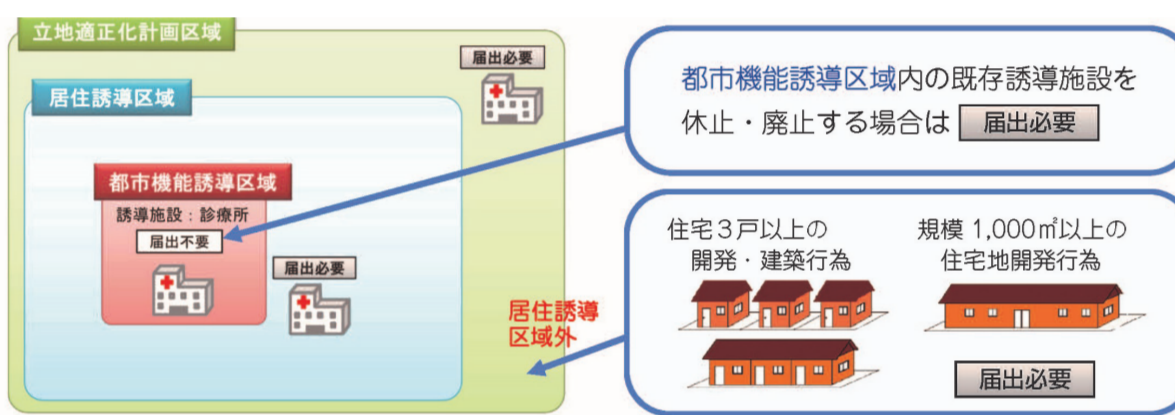 立地適正化計画区域
届出必要
居住誘導区域
都市機能誘導区域
誘導施設：診療所
届出不要
届出必要
居住誘導
区域外
都市機能誘導区域内の既存誘導施設を
休止・廃止する場合は 届出必要
住宅３戸以上の
開発・建築行為
規模 1,000㎡以上の
住宅地開発行為
届出必要